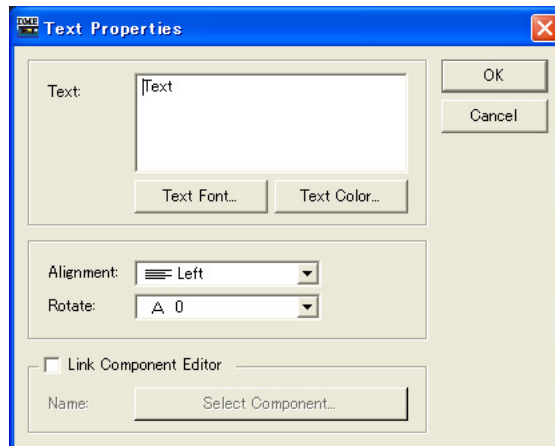 DME
Text Properties
Text:
Text
OK
Cancel
Text Font...
Text Color...
Alignment:
Left
Rotate:
A 0
Link Component Editor
Name:
Select Component...